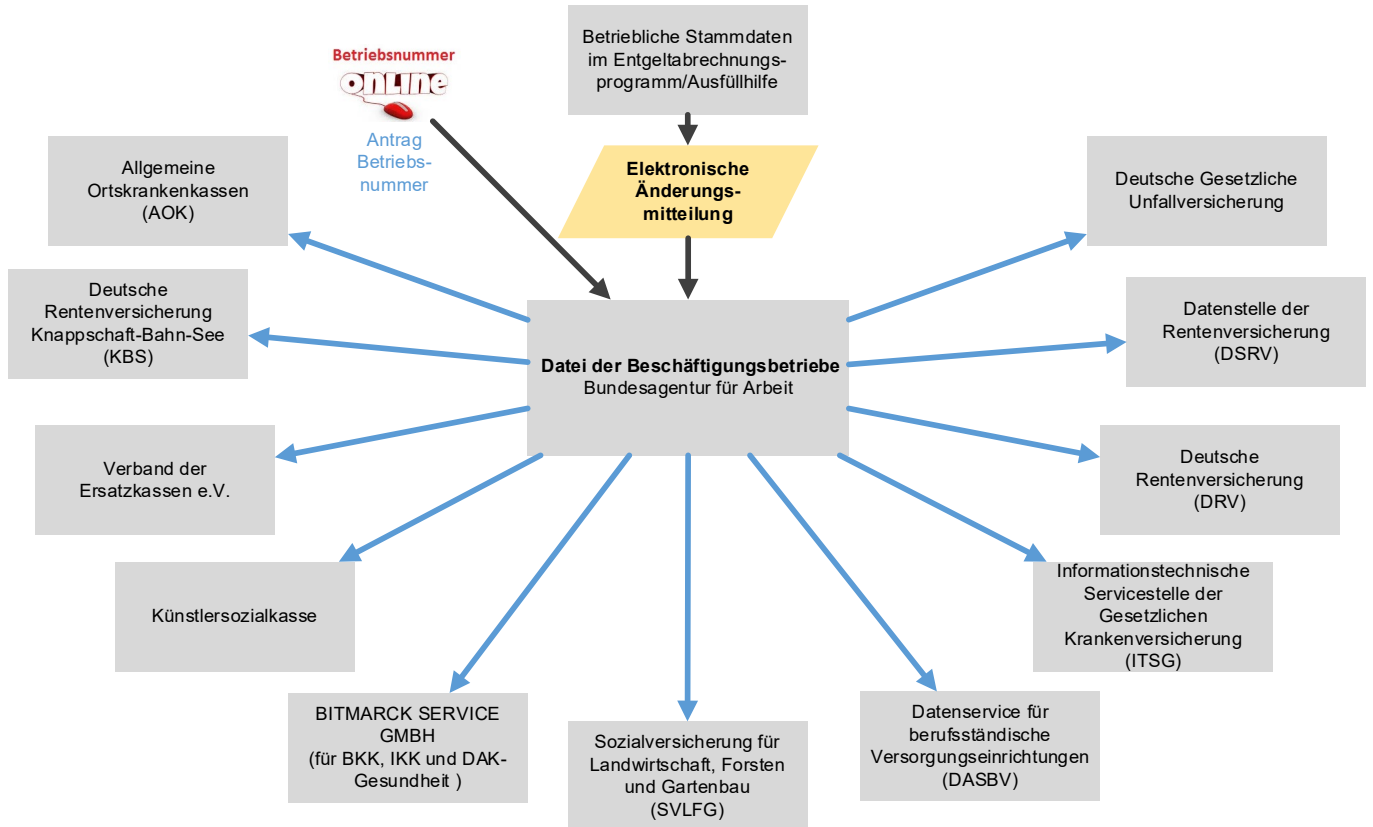 Betriebliche Stammdaten
im Entgeltabrechnungs-
programm/Ausfüllhilfe
Betriebsnummer
ONLINE
Antrag
Betriebs-
nummer
Elektronische
Änderungs-
mitteilung
Allgemeine
Ortskrankenkassen
(AOK)
Deutsche Gesetzliche
Unfallversicherung
Deutsche
Rentenversicherung
Knappschaft-Bahn-See
(KBS)
Datenstelle der
Rentenversicherung
(DSRV)
Datei der Beschäftigungsbetriebe
Bundesagentur für Arbeit
Verband der
Ersatzkassen e.V.
Deutsche
Rentenversicherung
(DRV)
Künstlersozialkasse
Informationstechnische
Servicestelle der
Gesetzlichen
Krankenversicherung
(ITSG)
BITMARCK SERVICE
GMBH
(für BKK, IKK und DAK-
Gesundheit )
Sozialversicherung für
Landwirtschaft, Forsten
und Gartenbau
(SVLFG)
Datenservice für
berufsständische
Versorgungseinrichtungen
(DASBV)